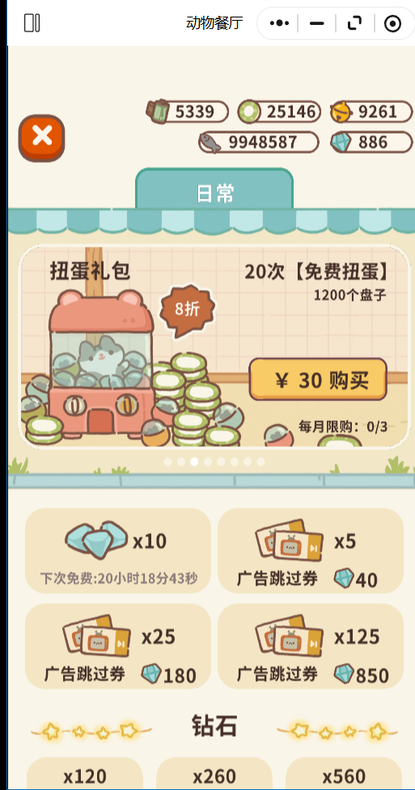 动物餐厅
5339
25146
9261
9948587
886
日常
扭蛋礼包
20次【免费扭蛋】
1200个盘子
8折
¥ 30 购买
每月限购：0/3
x10
下次免费:20小时18分43秒
x5
广告跳过券
40
x25
广告跳过券
180
x125
广告跳过券
850
钻石
x120
x260
x560